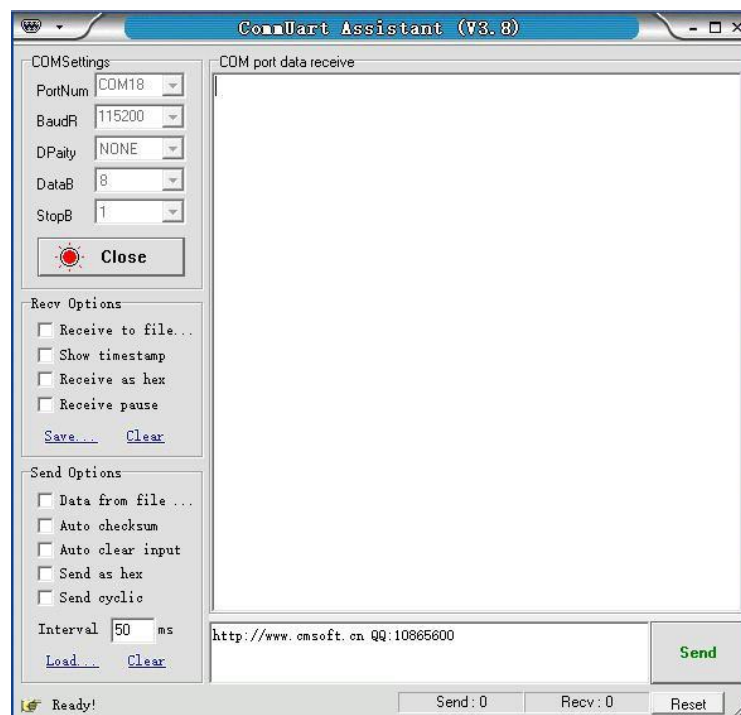 CommUart Assistant (V3.8)
COMSettings
PortNum COM18
BaudR 115200
DPaity NONE
DataB 8
StopB 1
Close
Recv Options
Receive to file...
Show timestamp
Receive as hex
Receive pause
Save... Clear
Send Options
Data from file ...
Auto checksum
Auto clear input
Send as hex
Send cyclic
Interval 50 ms
Load... Clear
COM port data receive
http://www.cmsoft.cn QQ:10865600
Send
Ready!
Send : 0
Recv : 0
Reset